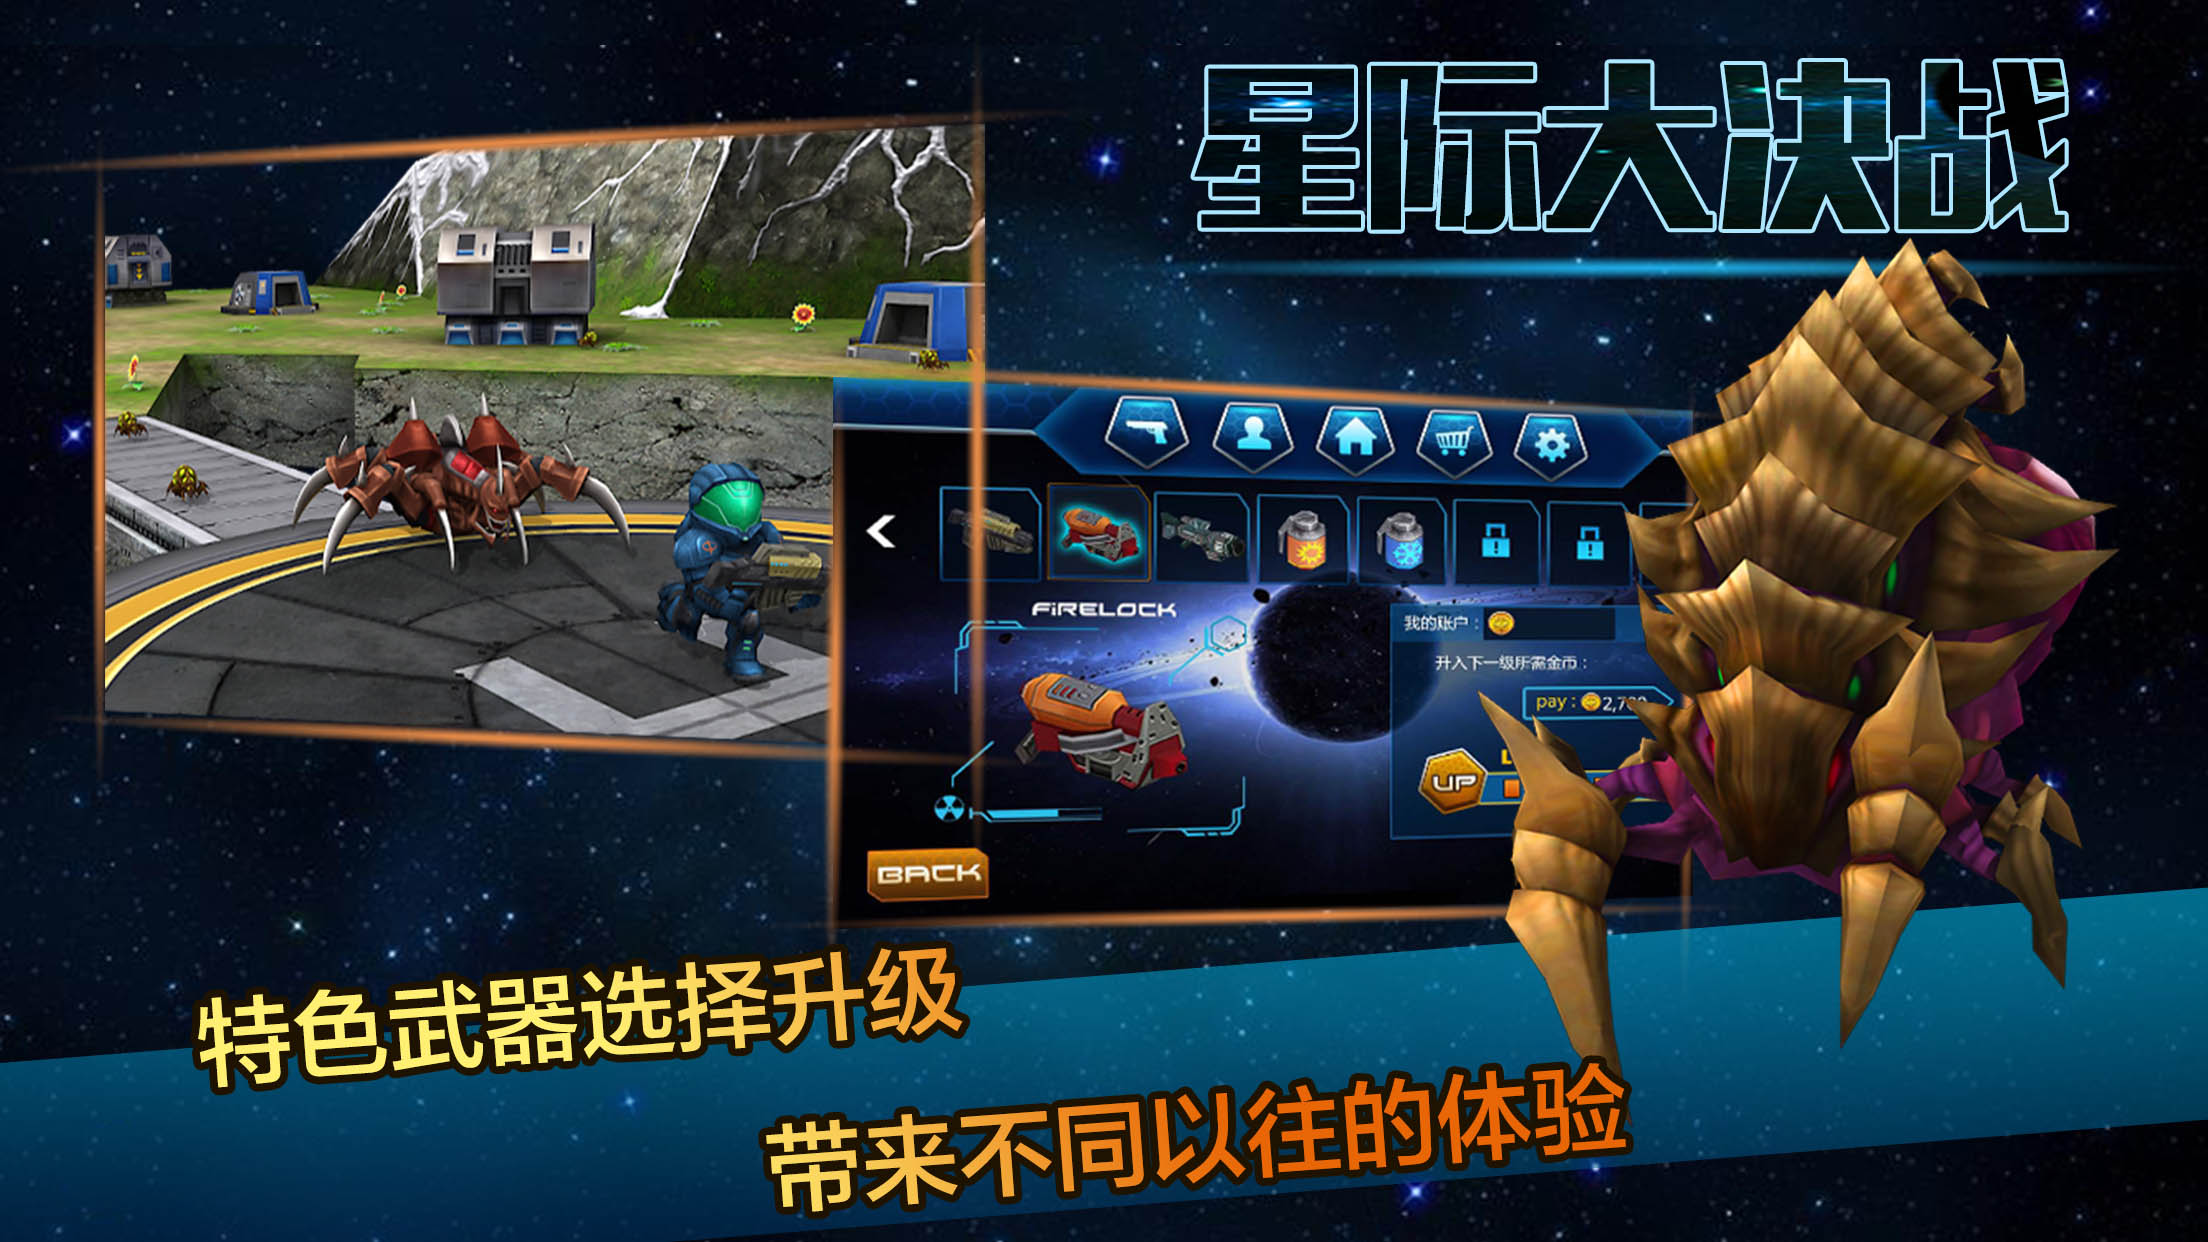 星际大决战
FIRELOCK
我的账户：
升入下一级所需金币：
pay:
UP
BACK
特色武器选择升级
带来不同以往的体验